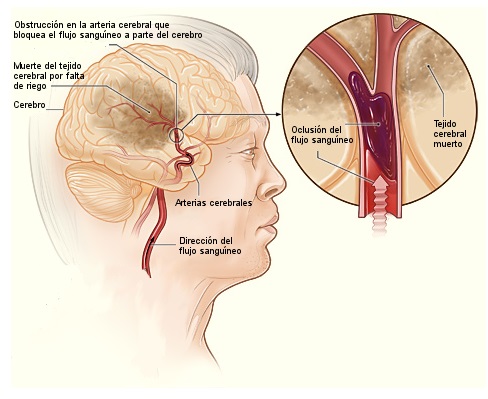 Obstrucción en la arteria cerebral que
bloquea el flujo sanguíneo a parte del cerebro
Muerte del tejido
cerebral por falta
de riego
Cerebro
Arterias cerebrales
Dirección del
flujo sanguíneo
Oclusión del
flujo sanguíneo
Tejido
cerebral
muerto